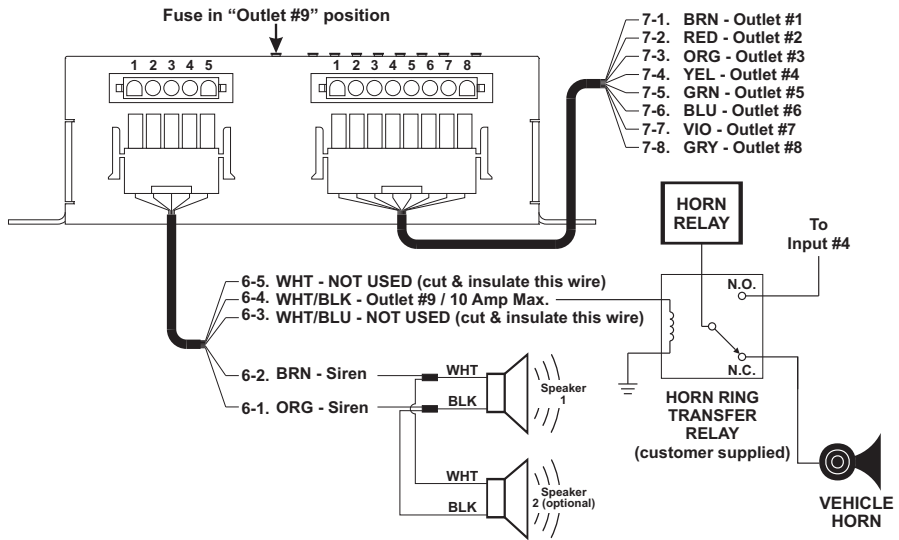 Fuse in “Outlet #9” position
1 2 3 4 5
1 2 3 4 5 6 7 8
7-1. BRN - Outlet #1
7-2. RED - Outlet #2
7-3. ORG - Outlet #3
7-4. YEL - Outlet #4
7-5. GRN - Outlet #5
7-6. BLU - Outlet #6
7-7. VIO - Outlet #7
7-8. GRY - Outlet #8
HORN
RELAY
To
Input #4
N.O.
N.C.
6-5. WHT - NOT USED (cut & insulate this wire)
6-4. WHT/BLK - Outlet #9 / 10 Amp Max.
6-3. WHT/BLU - NOT USED (cut & insulate this wire)
6-2. BRN - Siren
6-1. ORG - Siren
WHT
BLK
Speaker
1
WHT
BLK
Speaker
2 (optional)
HORN RING
TRANSFER
RELAY
(customer supplied)
VEHICLE
HORN